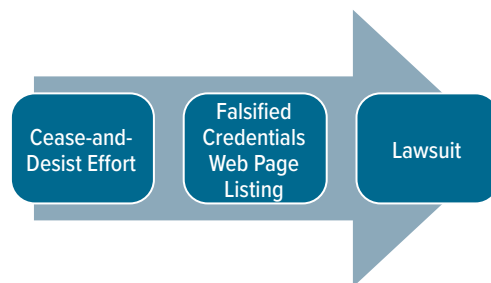 Cease-and-
Desist Effort
Falsified
Credentials
Web Page
Listing
Lawsuit